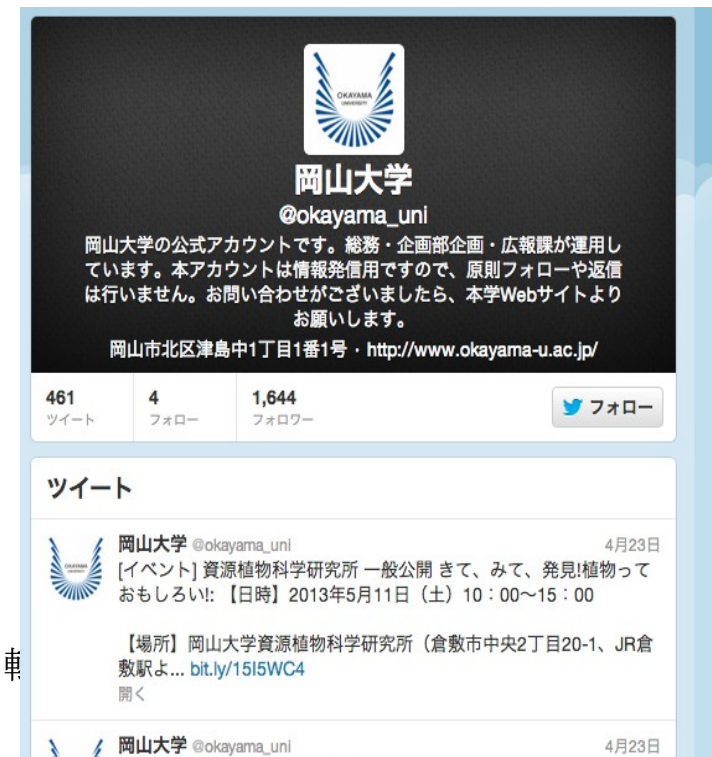 OKAYAMA
UNIVERSITY
岡山大学
@okayama_uni
岡山大学の公式アカウントです。総務・企画部企画・広報課が運用し
ています。本アカウントは情報発信用ですので、原則フォローや返信
は行いません。お問い合わせがございましたら、本学Webサイトより
お願いします。
岡山市北区津島中1丁目1番1号・http://www.okayama-u.ac.jp/
461 4 1,644
ツイート フォロー フォロワー フォロー
ツイート
岡山大学 @okayama_uni 4月23日
[イベント] 資源植物科学研究所 一般公開 きて、みて、発見!植物って
おもしろい!: 【日時】2013年5月11日（土）10：00〜15：00
【場所】岡山大学資源植物科学研究所（倉敷市中央2丁目20-1、JR倉
敷駅よ... bit.ly/15I5WC4
開く
岡山大学 @okayama_uni 4月23日